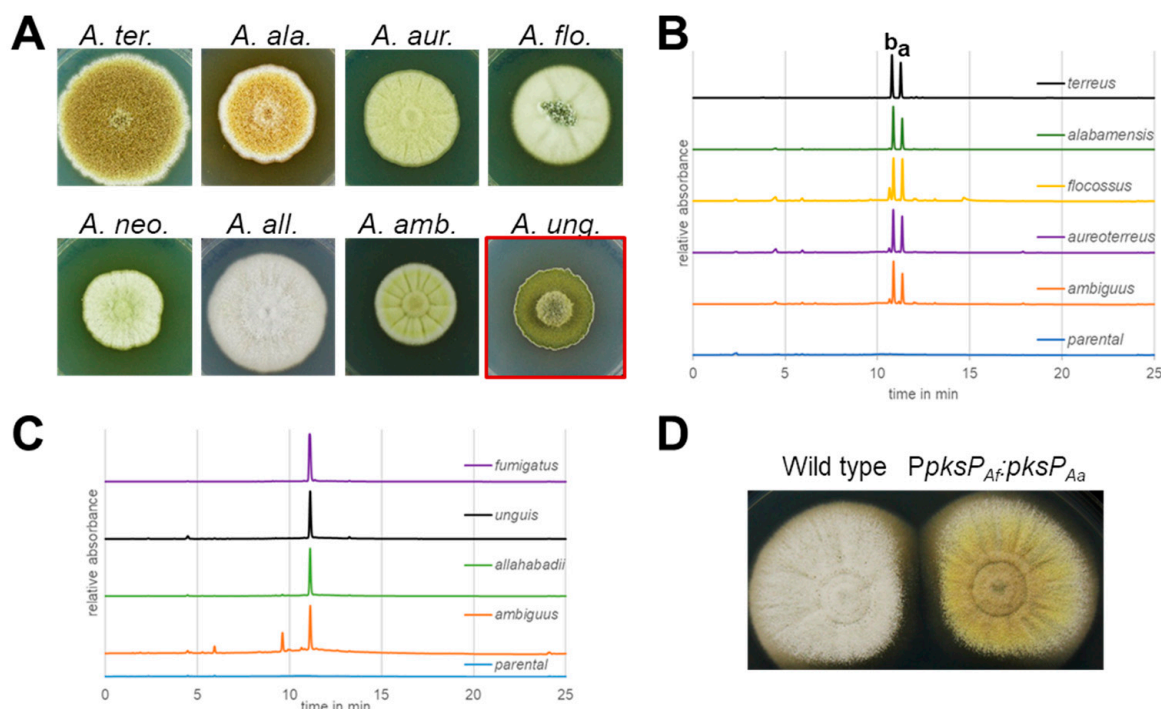 A
A. ter. A. ala. A. aur. A. flo.
A. neo. A. all. A. amb. A. ung.
B
b a
terreus
alabamensis
flocossus
aureoterreus
ambiguus
parental
relative absorbance
0 5 10 15 20 25
time in min
C
fumigatus
unguis
allahabadii
ambiguus
parental
relative absorbance
0 5 10 15 20 25
time in min
D
Wild type PpksPAf:pksPAa